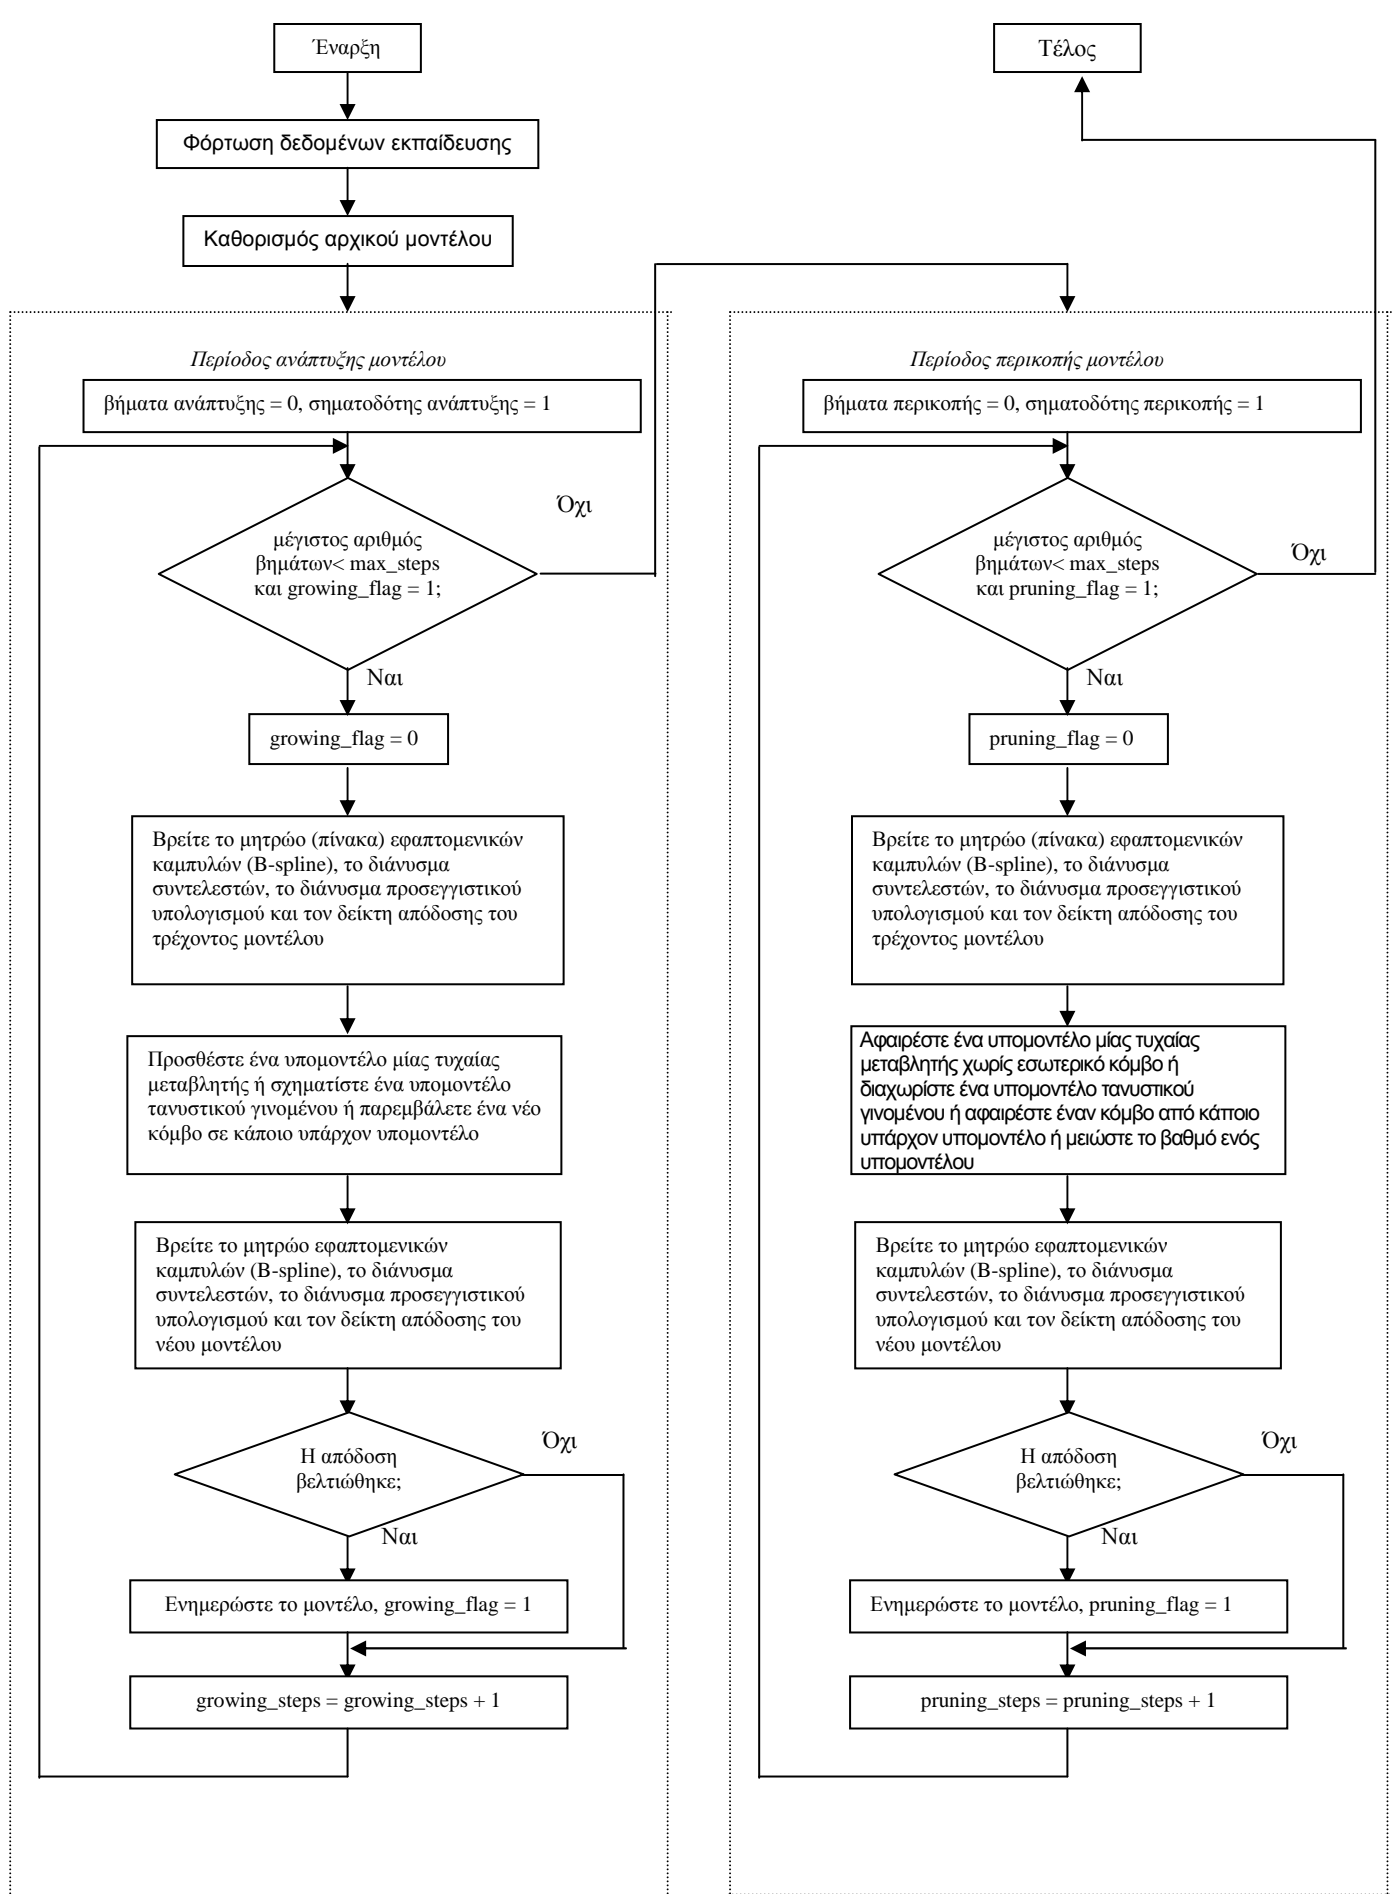 Έναρξη
Φόρτωση δεδομένων εκπαίδευσης
Καθορισμός αρχικού μοντέλου
Περίοδος ανάπτυξης μοντέλου
βήματα ανάπτυξης = 0, σηματοδότης ανάπτυξης = 1
μέγιστος αριθμός
βημάτων< max_steps
και growing_flag = 1;
Όχι
Ναι
growing_flag = 0
Βρείτε το μητρώο (πίνακα) εφαπτομενικών
καμπυλών (B-spline), το διάνυσμα
συντελεστών, το διάνυσμα προσεγγιστικού
υπολογισμού και τον δείκτη απόδοσης του
τρέχοντος μοντέλου
Προσθέστε ένα υπομοντέλο μίας τυχαίας
μεταβλητής ή σχηματίστε ένα υπομοντέλο
τανυστικού γινομένου ή παρεμβάλετε ένα νέο
κόμβο σε κάποιο υπάρχον υπομοντέλο
Βρείτε το μητρώο εφαπτομενικών
καμπυλών (B-spline), το διάνυσμα
συντελεστών, το διάνυσμα προσεγγιστικού
υπολογισμού και τον δείκτη απόδοσης του
νέου μοντέλου
Η απόδοση
βελτιώθηκε;
Όχι
Ναι
Ενημερώστε το μοντέλο, growing_flag = 1
growing_steps = growing_steps + 1
Τέλος
Περίοδος περικοπής μοντέλου
βήματα περικοπής = 0, σηματοδότης περικοπής = 1
μέγιστος αριθμός
βημάτων< max_steps
και pruning_flag = 1;
Όχι
Ναι
pruning_flag = 0
Βρείτε το μητρώο (πίνακα) εφαπτομενικών
καμπυλών (B-spline), το διάνυσμα
συντελεστών, το διάνυσμα προσεγγιστικού
υπολογισμού και τον δείκτη απόδοσης του
τρέχοντος μοντέλου
Αφαιρέστε ένα υπομοντέλο μίας τυχαίας
μεταβλητής χωρίς εσωτερικό κόμβο ή
διαχωρίστε ένα υπομοντέλο τανυστικού
γινομένου ή αφαιρέστε έναν κόμβο από κάποιο
υπάρχον υπομοντέλο ή μειώστε το βαθμό ενός
υπομοντέλου
Βρείτε το μητρώο εφαπτομενικών
καμπυλών (B-spline), το διάνυσμα
συντελεστών, το διάνυσμα προσεγγιστικού
υπολογισμού και τον δείκτη απόδοσης του
νέου μοντέλου
Η απόδοση
βελτιώθηκε;
Όχι
Ναι
Ενημερώστε το μοντέλο, pruning_flag = 1
pruning_steps = pruning_steps + 1